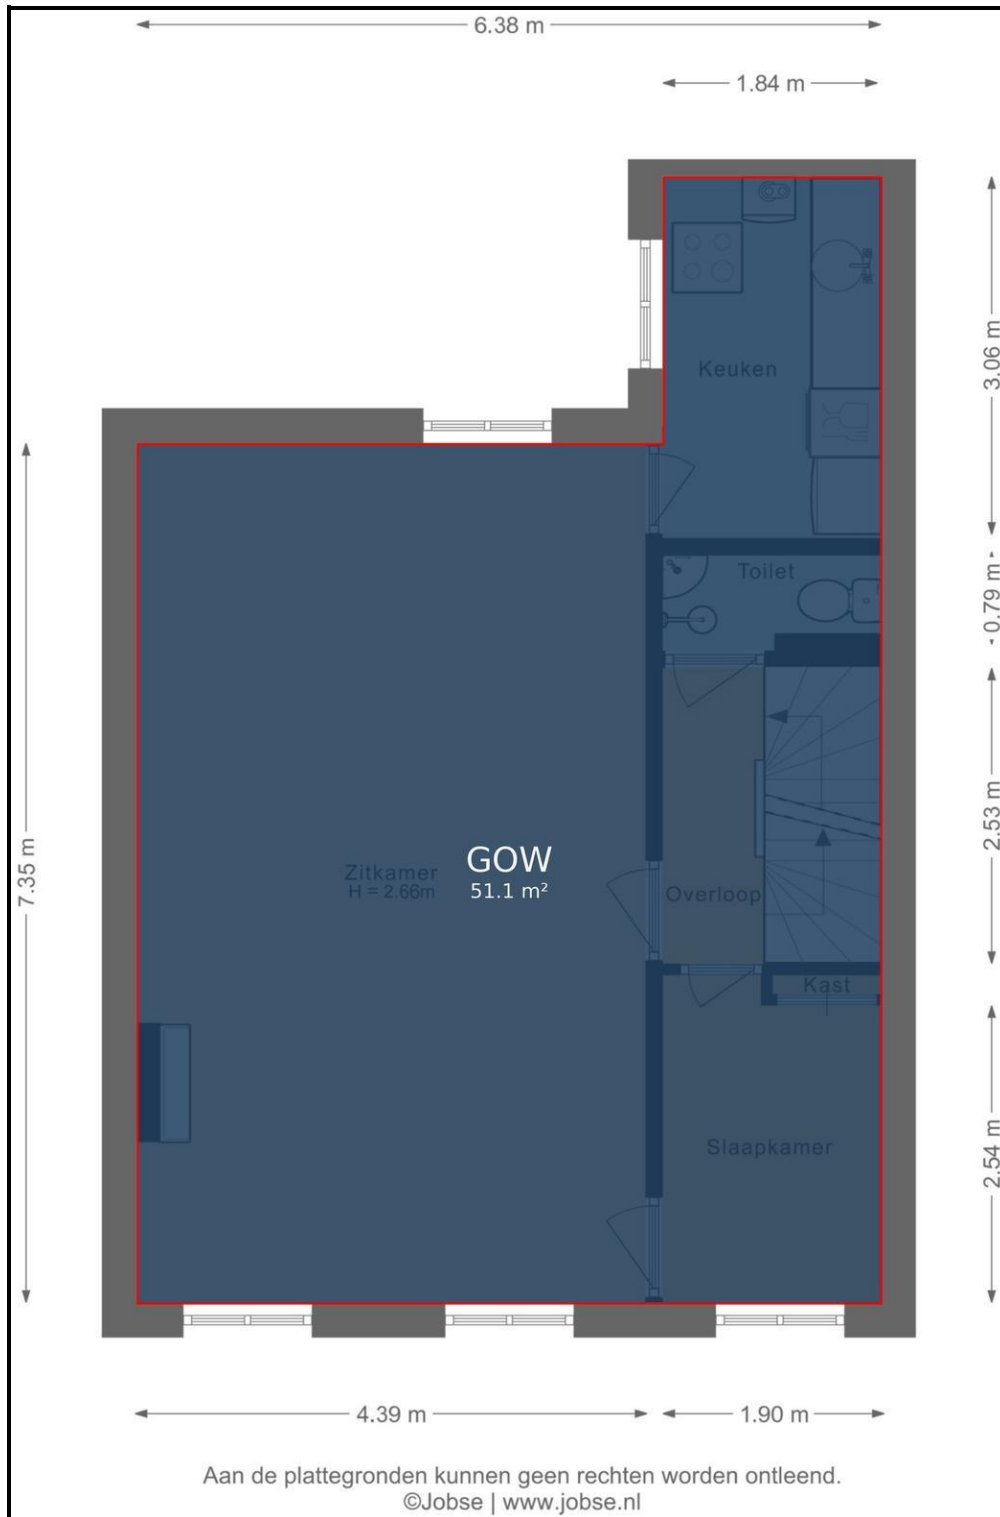 6.38 m
1.84 m
3.06 m
Keuken
Toilet
0.79 m
2.53 m
7.35 m
Zitkamer
H = 2.66m
GOW
51.1 m²
Overloop
Kast
Slaapkamer
2.54 m
4.39 m
1.90 m
Aan de plattegronden kunnen geen rechten worden ontleend.
©Jobse | www.jobse.nl